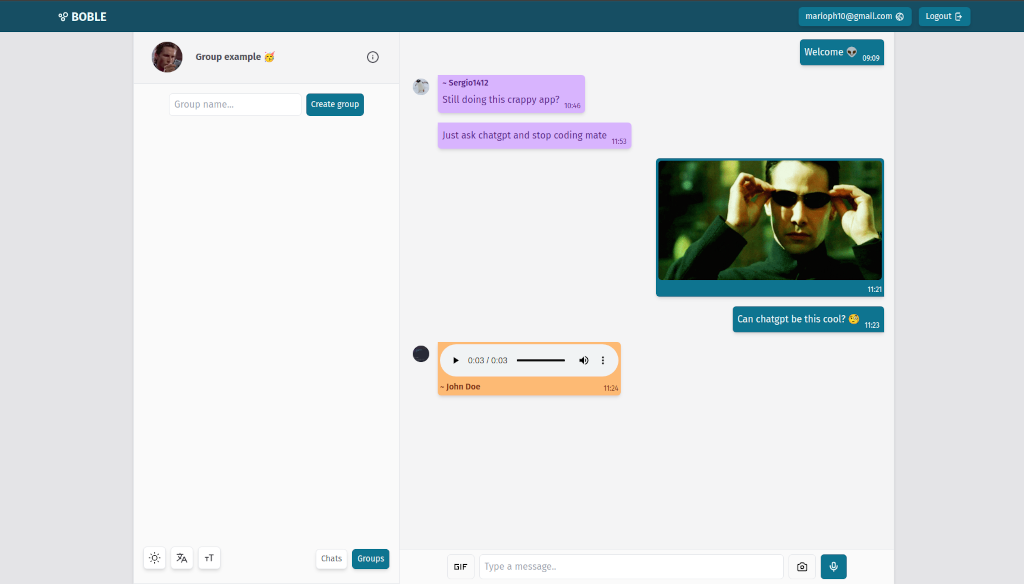 BOBLE
marioph10@gmail.com
Logout
Group example 🥳
Group name...
Create group
Welcome 👽 09:09
~ Sergio1412
Still doing this crappy app? 10:46
Just ask chatgpt and stop coding mate 11:53
11:21
Can chatgpt be this cool? 🧐 11:23
0:03 / 0:03
~ John Doe 11:24
Chats
Groups
GIF
Type a message..